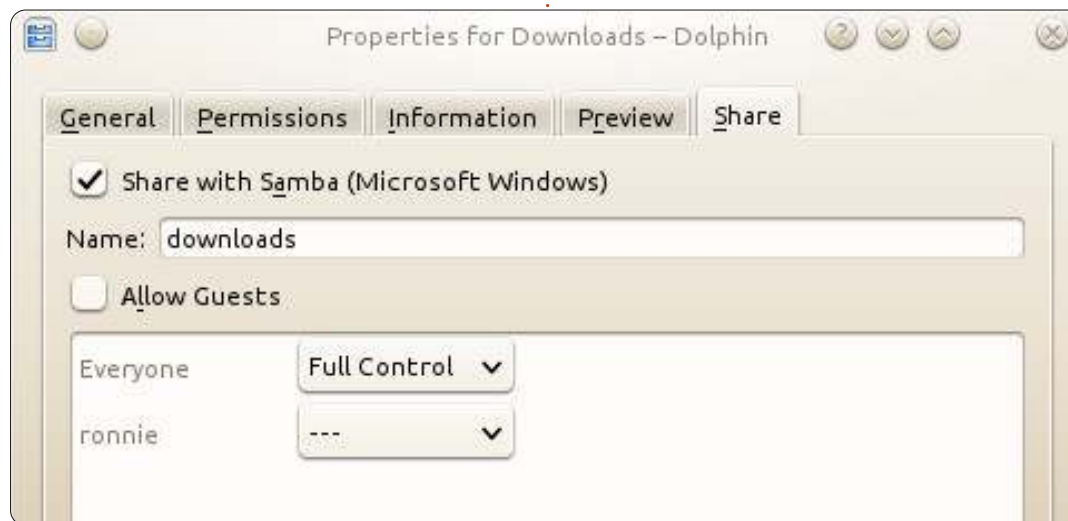 Properties for Downloads – Dolphin
General Permissions Information Preview Share
Share with Samba (Microsoft Windows)
Name: downloads
Allow Guests
Everyone Full Control
ronnie ---